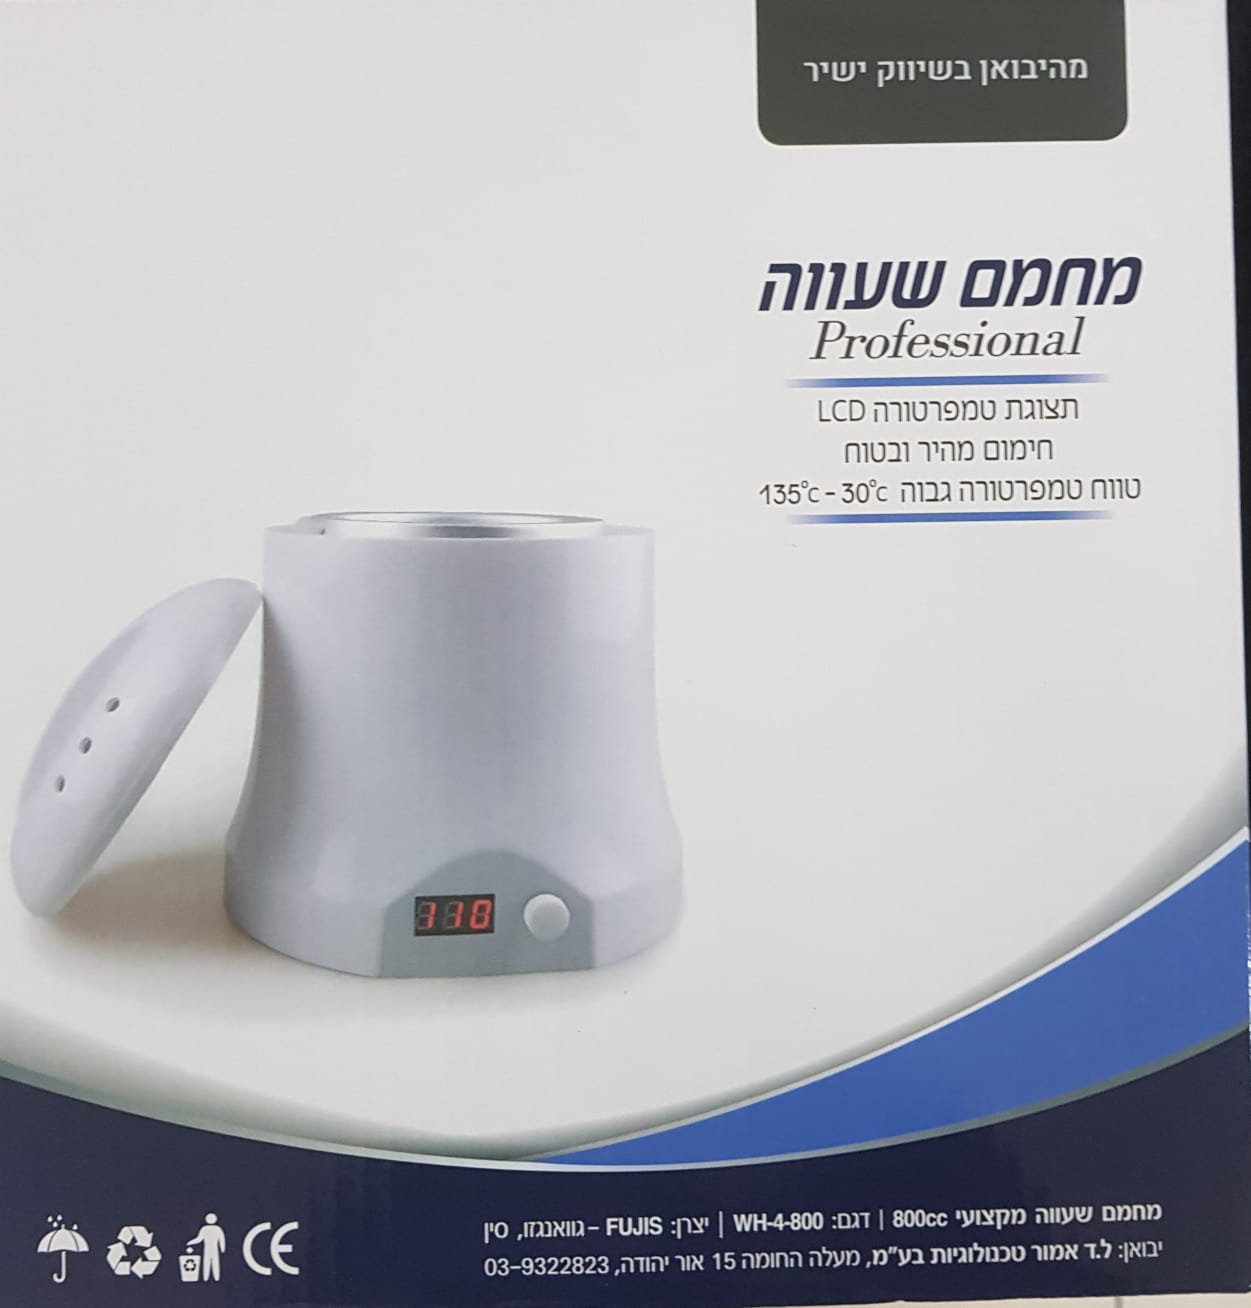 מהיבואן בשיווק ישיר
מחמם שעווה
Professional
תצוגת טמפרטורה LCD
חימום מהיר ובטוח
טווח טמפרטורה גבוה 30°c - 135°c
118
מחמם שעווה מקצועי 800cc | דגם: WH-4-800 | יצרן: FUJIS – גוואנגזו, סין
יבואן: ל.ד אמור טכנולוגיות בע"מ, מעלה החומה 15 אור יהודה, 03-9322823
CE